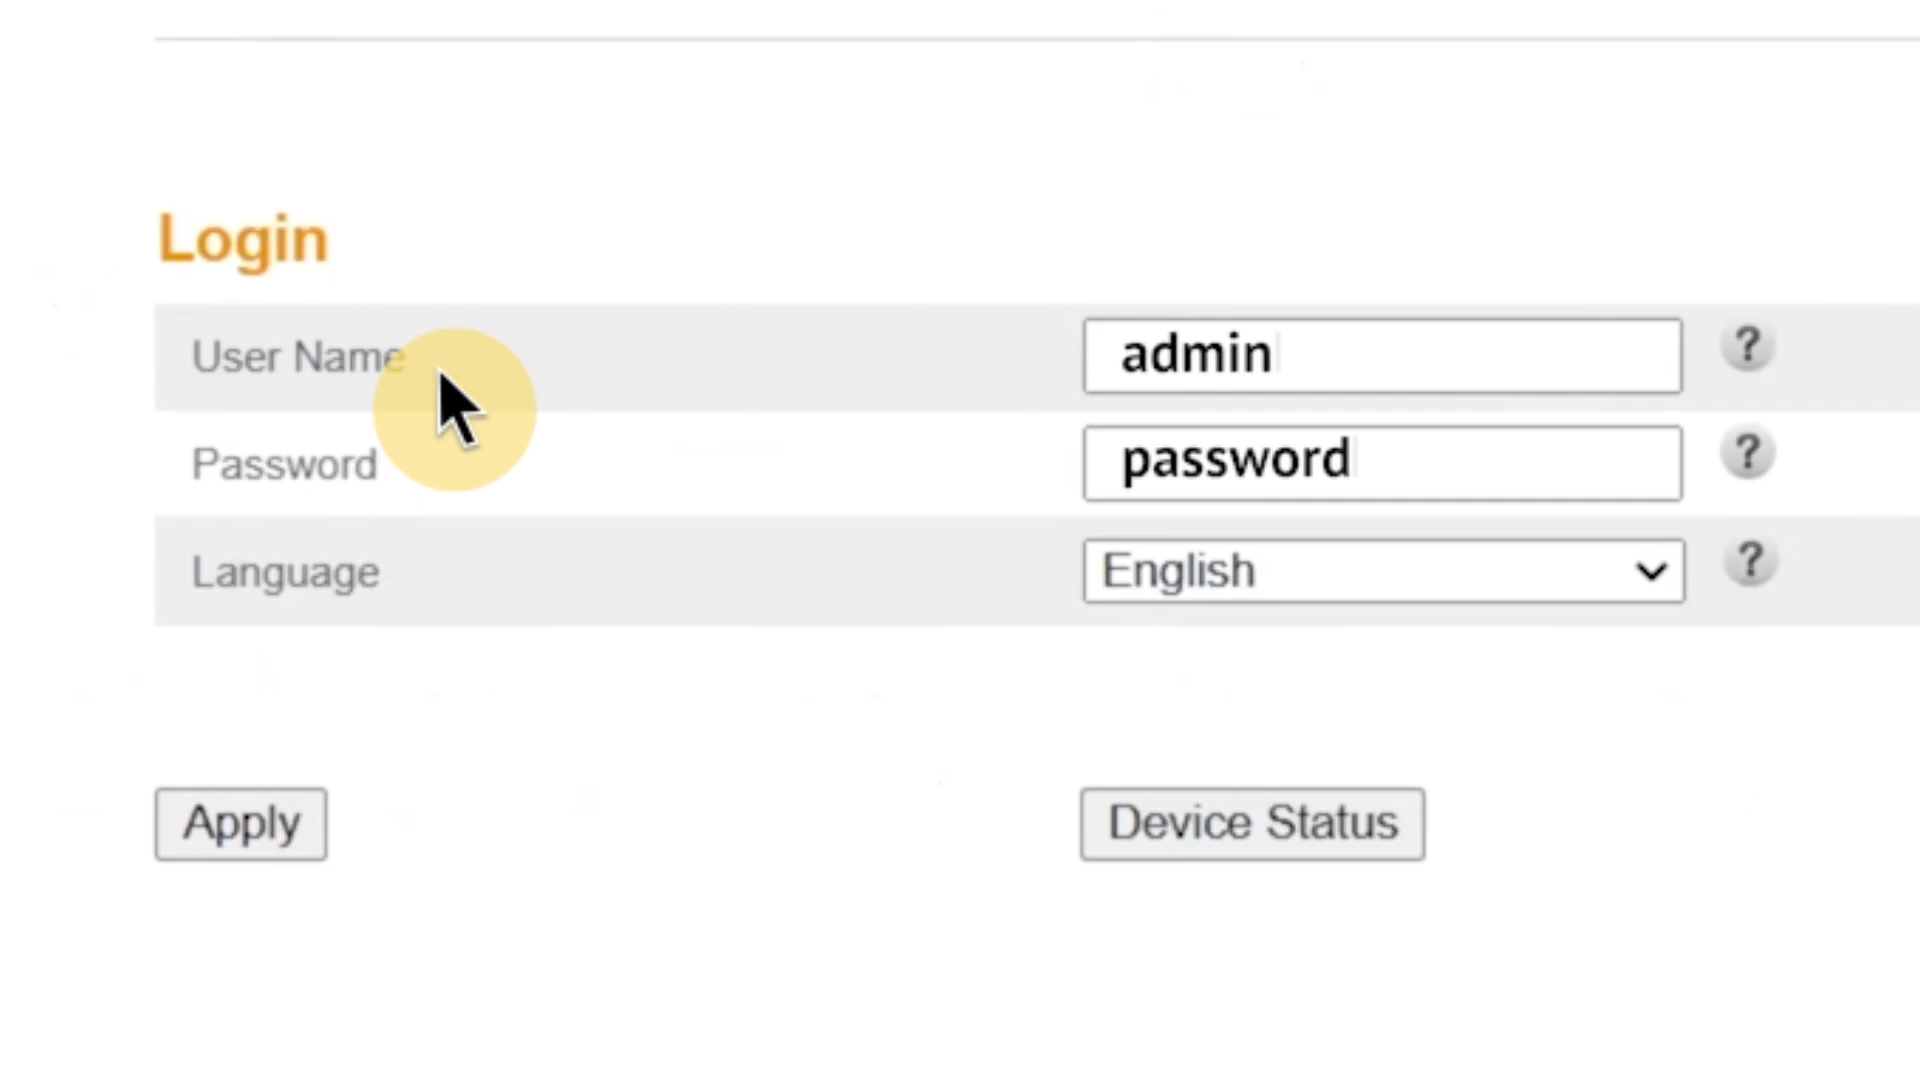 Login
User Name admin ?
Password password ?
Language English ?
Apply Device Status